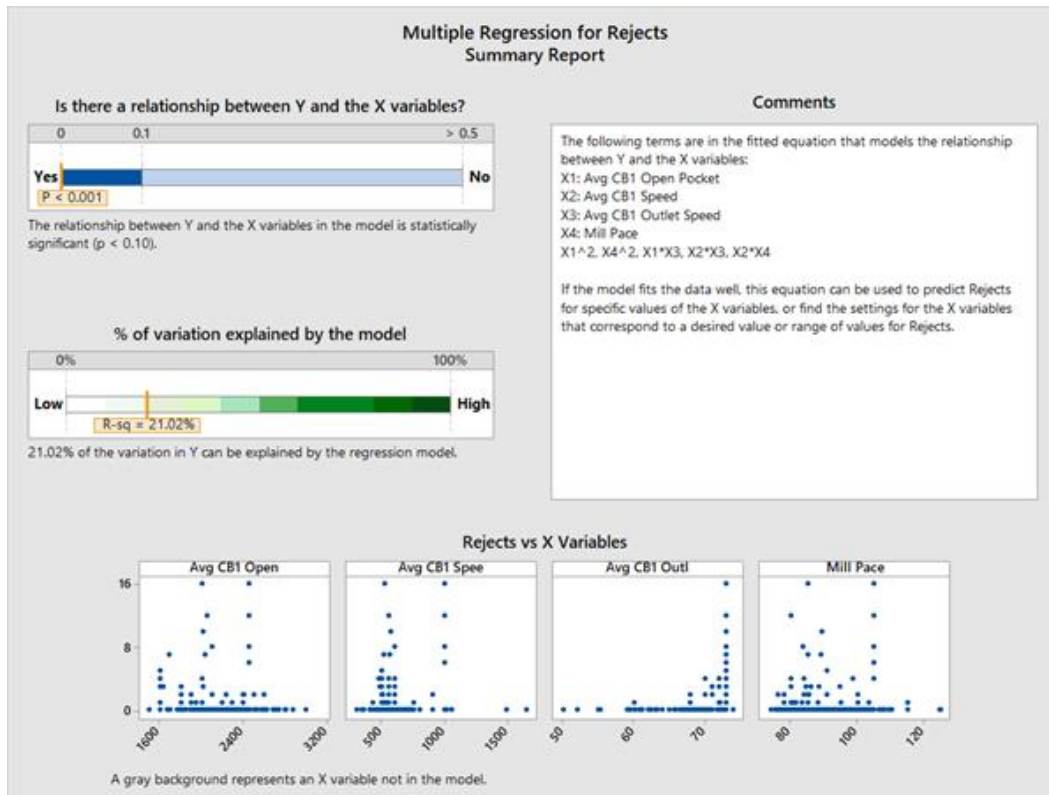 Multiple Regression for Rejects
Summary Report
Is there a relationship between Y and the X variables?
0 0.1 > 0.5
Yes No
P < 0.001
The relationship between Y and the X variables in the model is statistically
significant (p < 0.10).
% of variation explained by the model
0% 100%
Low High
R-sq = 21.02%
21.02% of the variation in Y can be explained by the regression model.
Comments
The following terms are in the fitted equation that models the relationship
between Y and the X variables:
X1: Avg CB1 Open Pocket
X2: Avg CB1 Speed
X3: Avg CB1 Outlet Speed
X4: Mill Pace
X1^2, X4^2, X1*X3, X2*X3, X2*X4
If the model fits the data well, this equation can be used to predict Rejects
for specific values of the X variables, or find the settings for the X variables
that correspond to a desired value or range of values for Rejects.
Rejects vs X Variables
Avg CB1 Open Avg CB1 Spee Avg CB1 Outl Mill Pace
16
8
0
1600 2400 3200 500 1000 1500 50 60 70 80 100 120
A gray background represents an X variable not in the model.